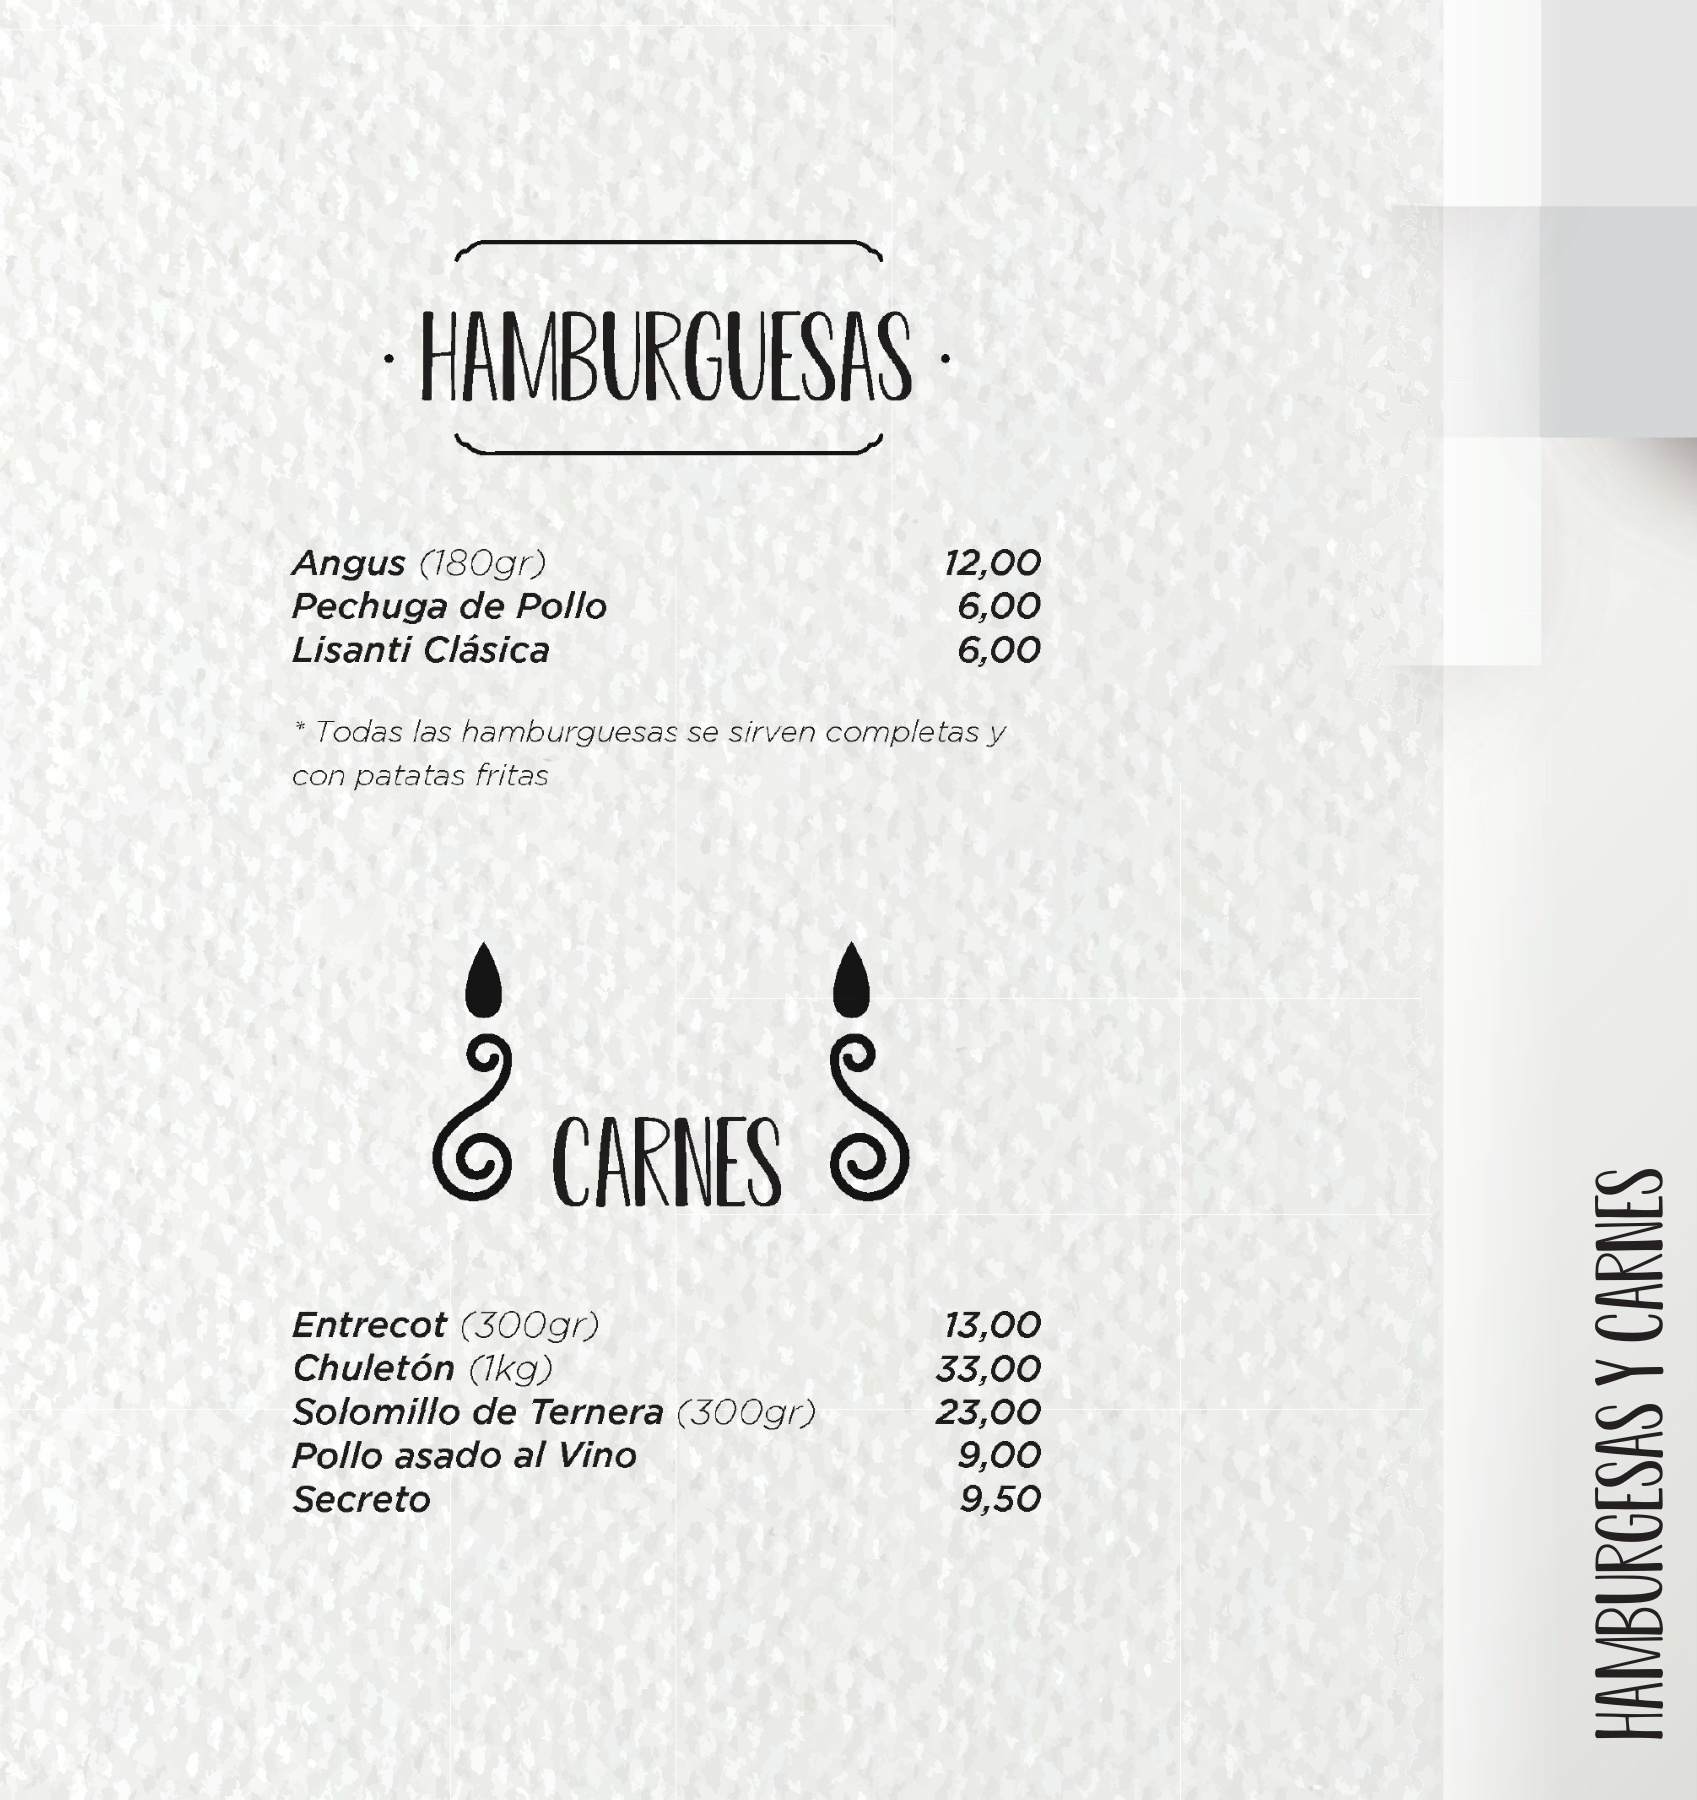 · HAMBURGUESAS ·
Angus (180gr) 12,00
Pechuga de Pollo 6,00
Lisanti Clásica 6,00
* Todas las hamburguesas se sirven completas y
con patatas fritas
CARNES
Entrecot (300gr) 13,00
Chuletón (1kg) 33,00
Solomillo de Ternera (300gr) 23,00
Pollo asado al Vino 9,00
Secreto 9,50
HAMBURGESAS Y CARNES